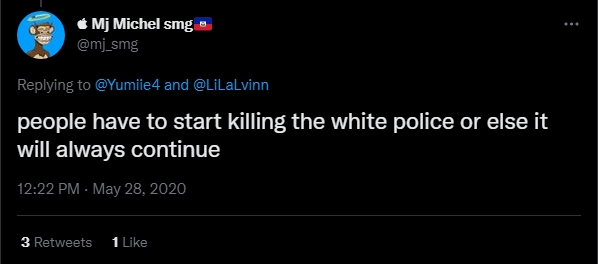 Mj Michel smg🇭🇹
@mj_smg
Replying to @Yumiie4 and @LiLaLvinn
people have to start killing the white police or else it
will always continue
12:22 PM · May 28, 2020
3 Retweets 1 Like